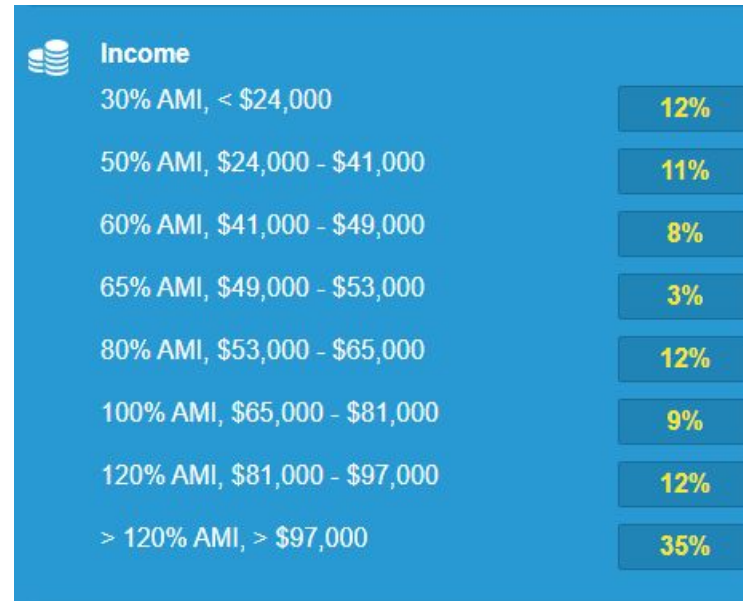 Income
30% AMI, < $24,000 12%
50% AMI, $24,000 - $41,000 11%
60% AMI, $41,000 - $49,000 8%
65% AMI, $49,000 - $53,000 3%
80% AMI, $53,000 - $65,000 12%
100% AMI, $65,000 - $81,000 9%
120% AMI, $81,000 - $97,000 12%
> 120% AMI, > $97,000 35%